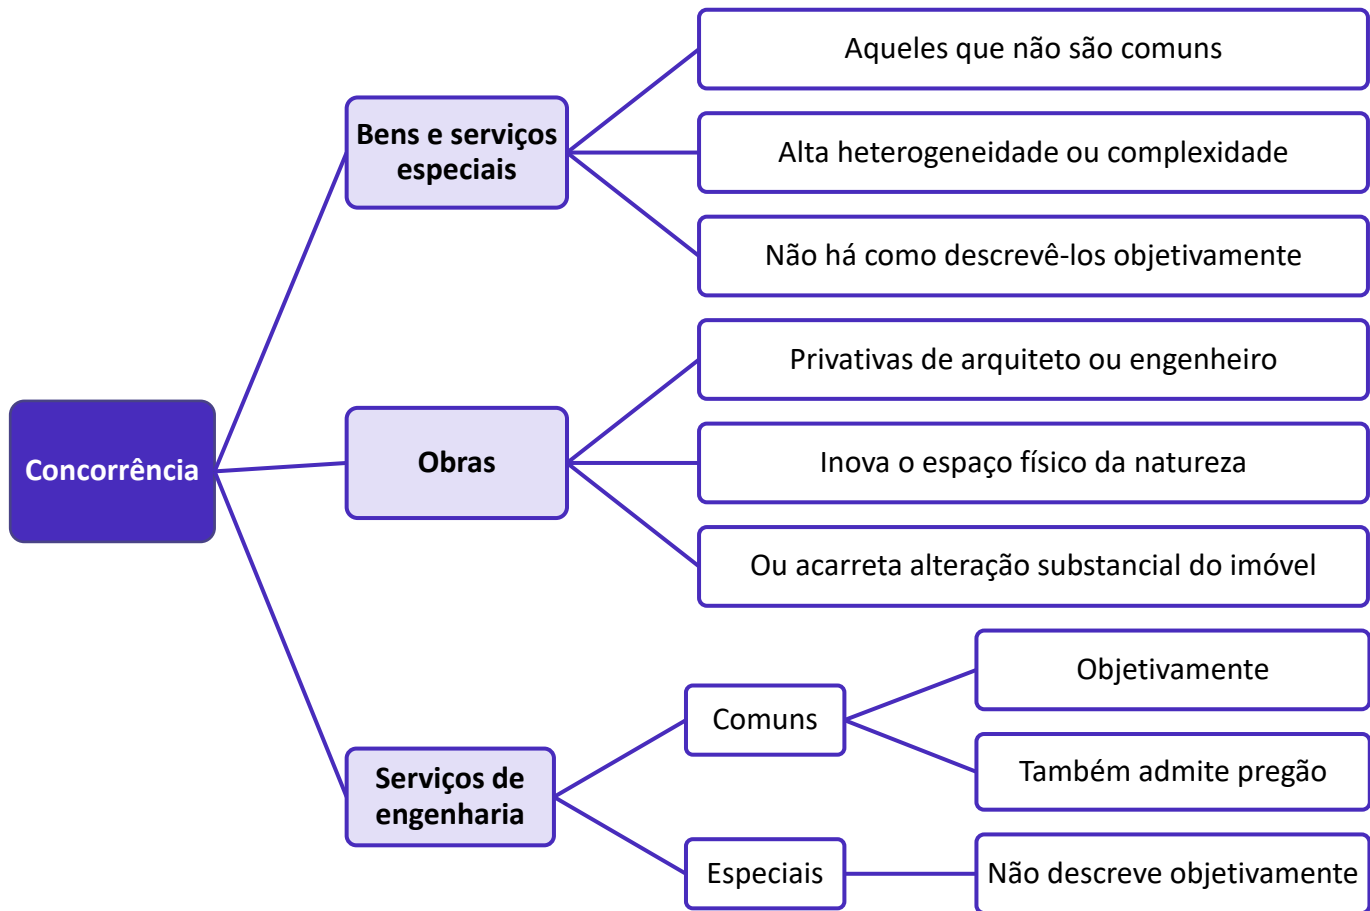 Concorrência
Bens e serviços
especiais
Aqueles que não são comuns
Alta heterogeneidade ou complexidade
Não há como descrevê-los objetivamente
Obras
Privativas de arquiteto ou engenheiro
Inova o espaço físico da natureza
Ou acarreta alteração substancial do imóvel
Serviços de
engenharia
Comuns
Objetivamente
Também admite pregão
Especiais
Não descreve objetivamente